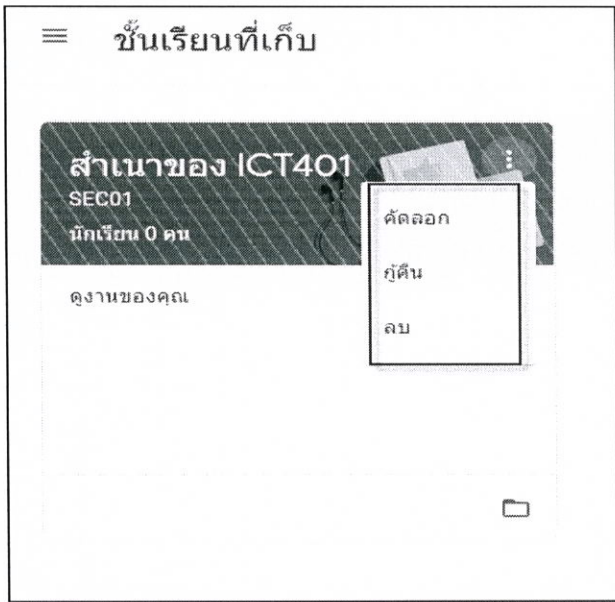 ชั้นเรียนที่เก็บ
สำเนาของ ICT401
SEC01
นักเรียน 0 คน
คัดลอก
กู้คืน
ลบ
ดูงานของคุณ